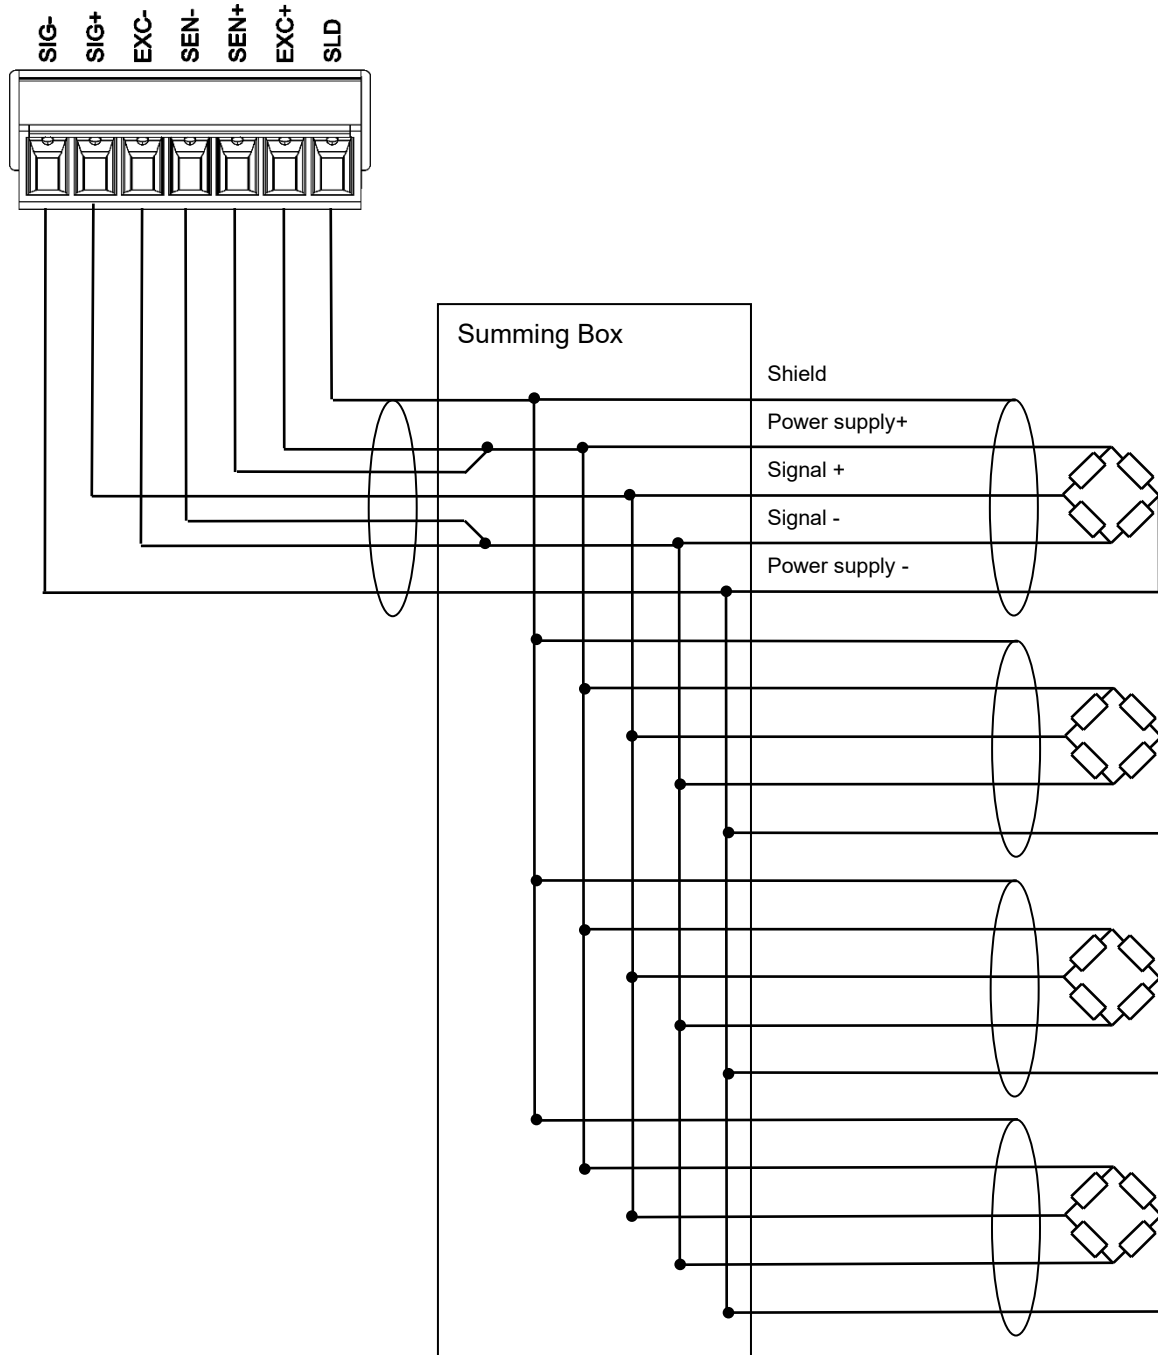 SIG-
SIG+
EXC-
SEN-
SEN+
EXC+
SLD
Summing Box
Shield
Power supply+
Signal +
Signal -
Power supply -